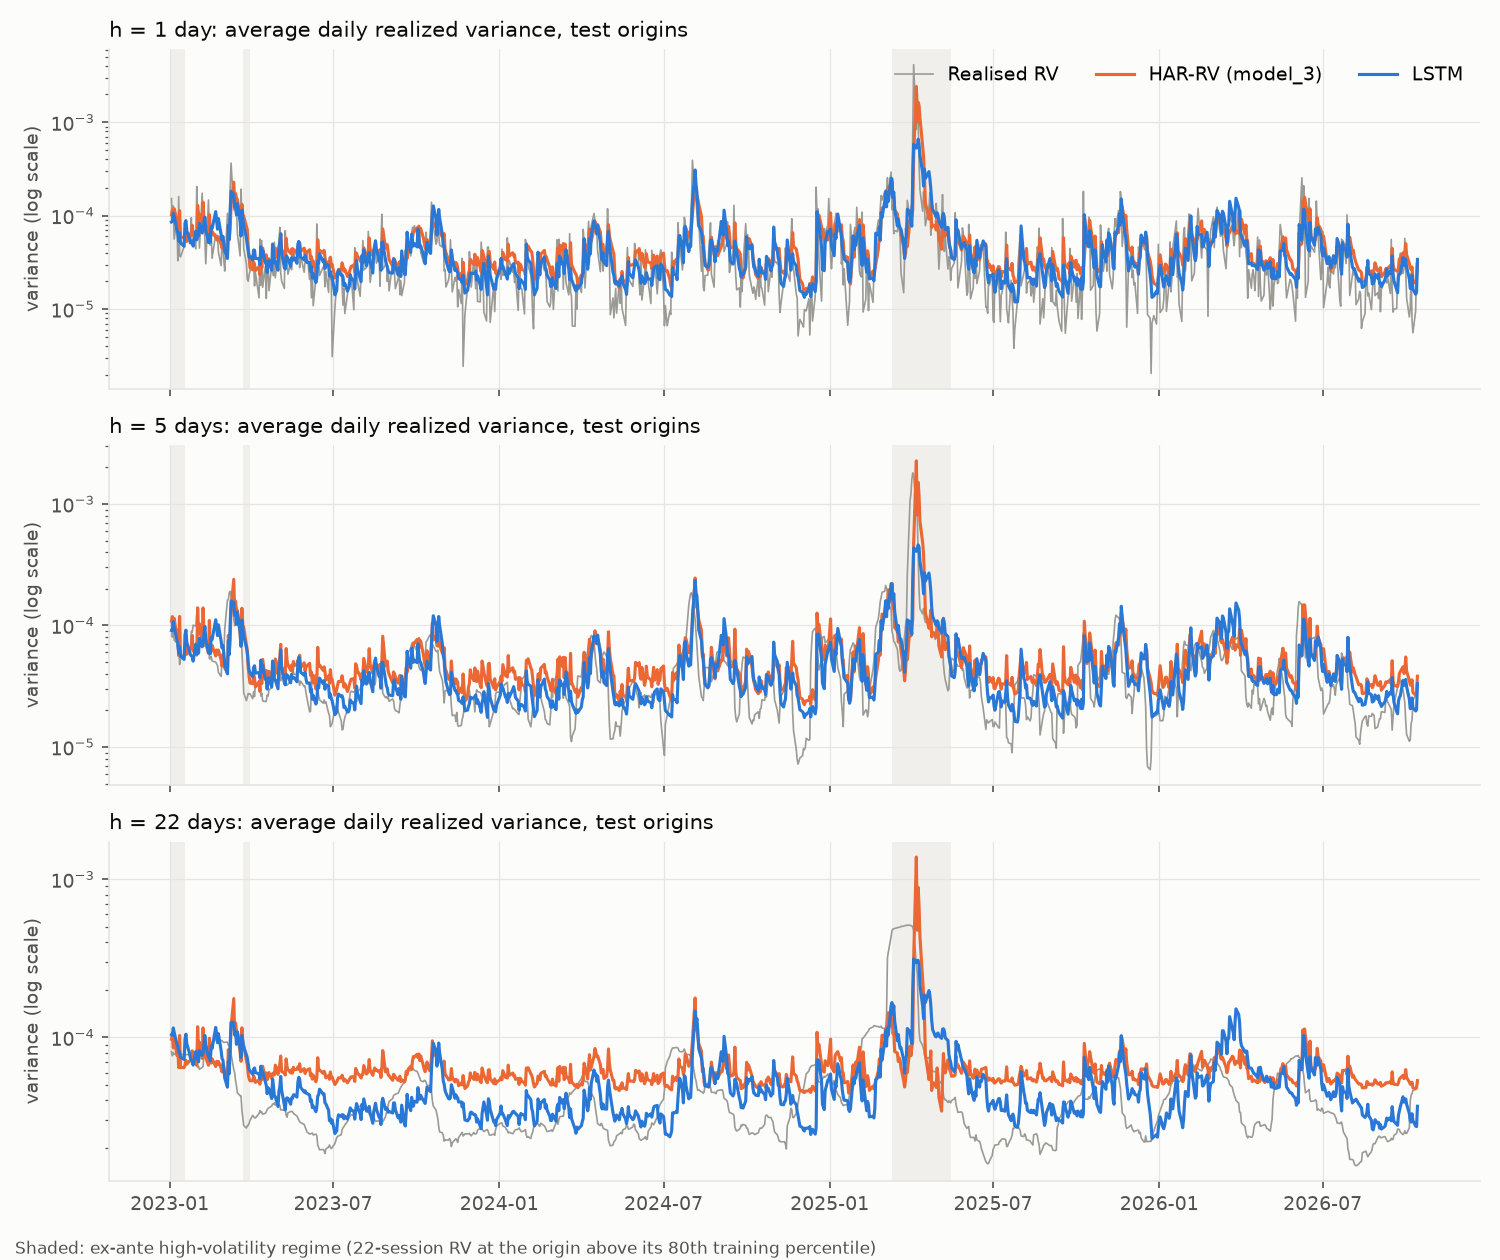 h = 1 day: average daily realized variance, test origins
Realised RV
HAR-RV (model_3)
LSTM
variance (log scale)
10⁻³
10⁻⁴
10⁻⁵
h = 5 days: average daily realized variance, test origins
variance (log scale)
10⁻³
10⁻⁴
10⁻⁵
h = 22 days: average daily realized variance, test origins
variance (log scale)
10⁻³
10⁻⁴
2023-01
2023-07
2024-01
2024-07
2025-01
2025-07
2026-01
2026-07
Shaded: ex-ante high-volatility regime (22-session RV at the origin above its 80th training percentile)